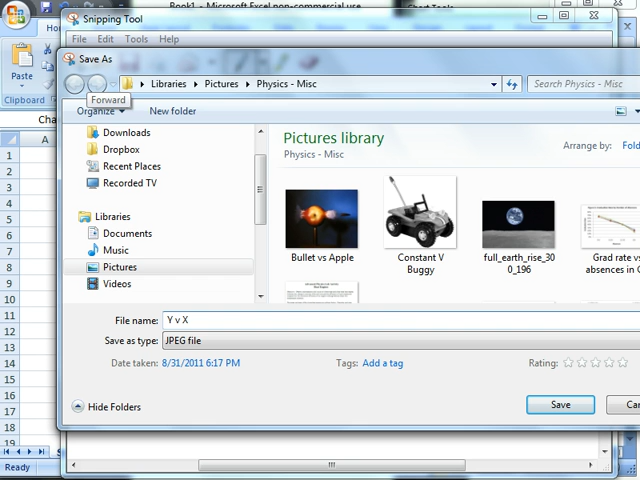 Book1 - Microsoft Excel non-commercial use
Chart Tools
Snipping Tool
File Edit Tools Help
Save As
Libraries Pictures Physics - Misc
Search Physics - Misc
Forward
Organize
New folder
Paste
Clipboard
Cha
A
1
2
3
4
5
6
7
8
9
10
11
12
13
14
15
16
17
18
19
Downloads
Dropbox
Recent Places
Recorded TV
Libraries
Documents
Music
Pictures
Videos
Pictures library
Physics - Misc
Arrange by: Fold
Bullet vs Apple
Constant V
Buggy
full_earth_rise_30
0_196
Grad rate vs
absences in C
File name: Y v X
Save as type: JPEG file
Date taken: 8/31/2011 6:17 PM
Tags: Add a tag
Rating:
Hide Folders
Save
Can
Ready